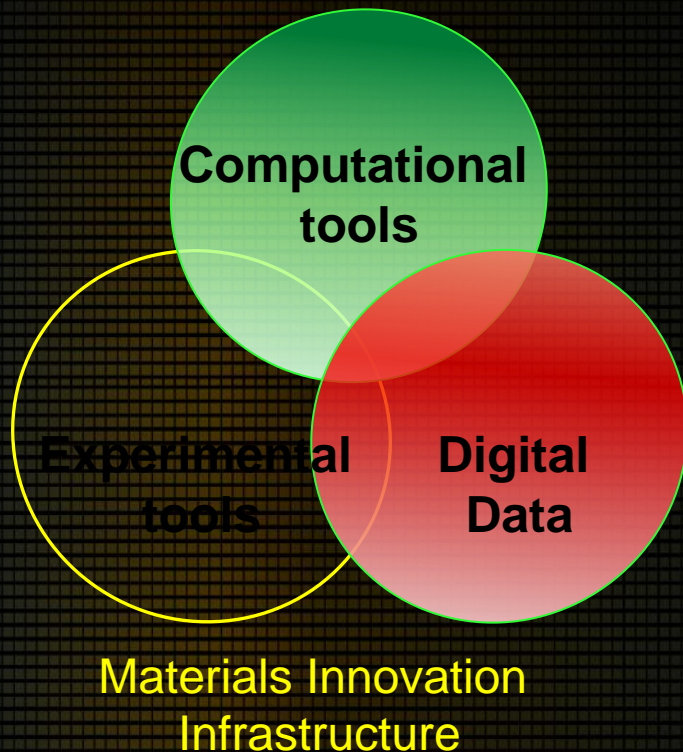 Computational
tools
Experimental
tools
Digital
Data
Materials Innovation
Infrastructure